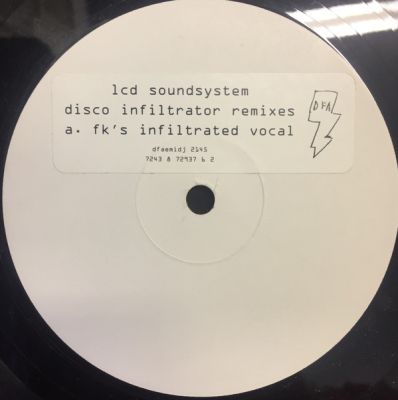 lcd soundsystem
disco infiltrator remixes
a. fk's infiltrated vocal
dfaemidj 2145
7243 8 72937 6 2
DFA